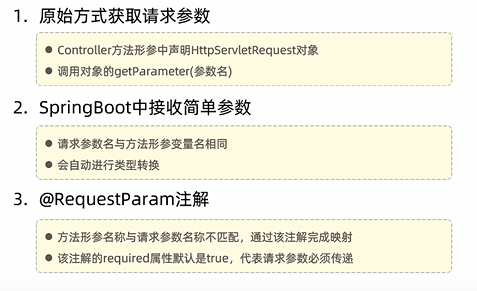 1. 原始方式获取请求参数
● Controller方法形参中声明HttpServletRequest对象
● 调用对象的getParameter(参数名)
2. SpringBoot中接收简单参数
● 请求参数名与方法形参变量名相同
● 会自动进行类型转换
3. @RequestParam注解
● 方法形参名称与请求参数名称不匹配，通过该注解完成映射
● 该注解的required属性默认是true，代表请求参数必须传递